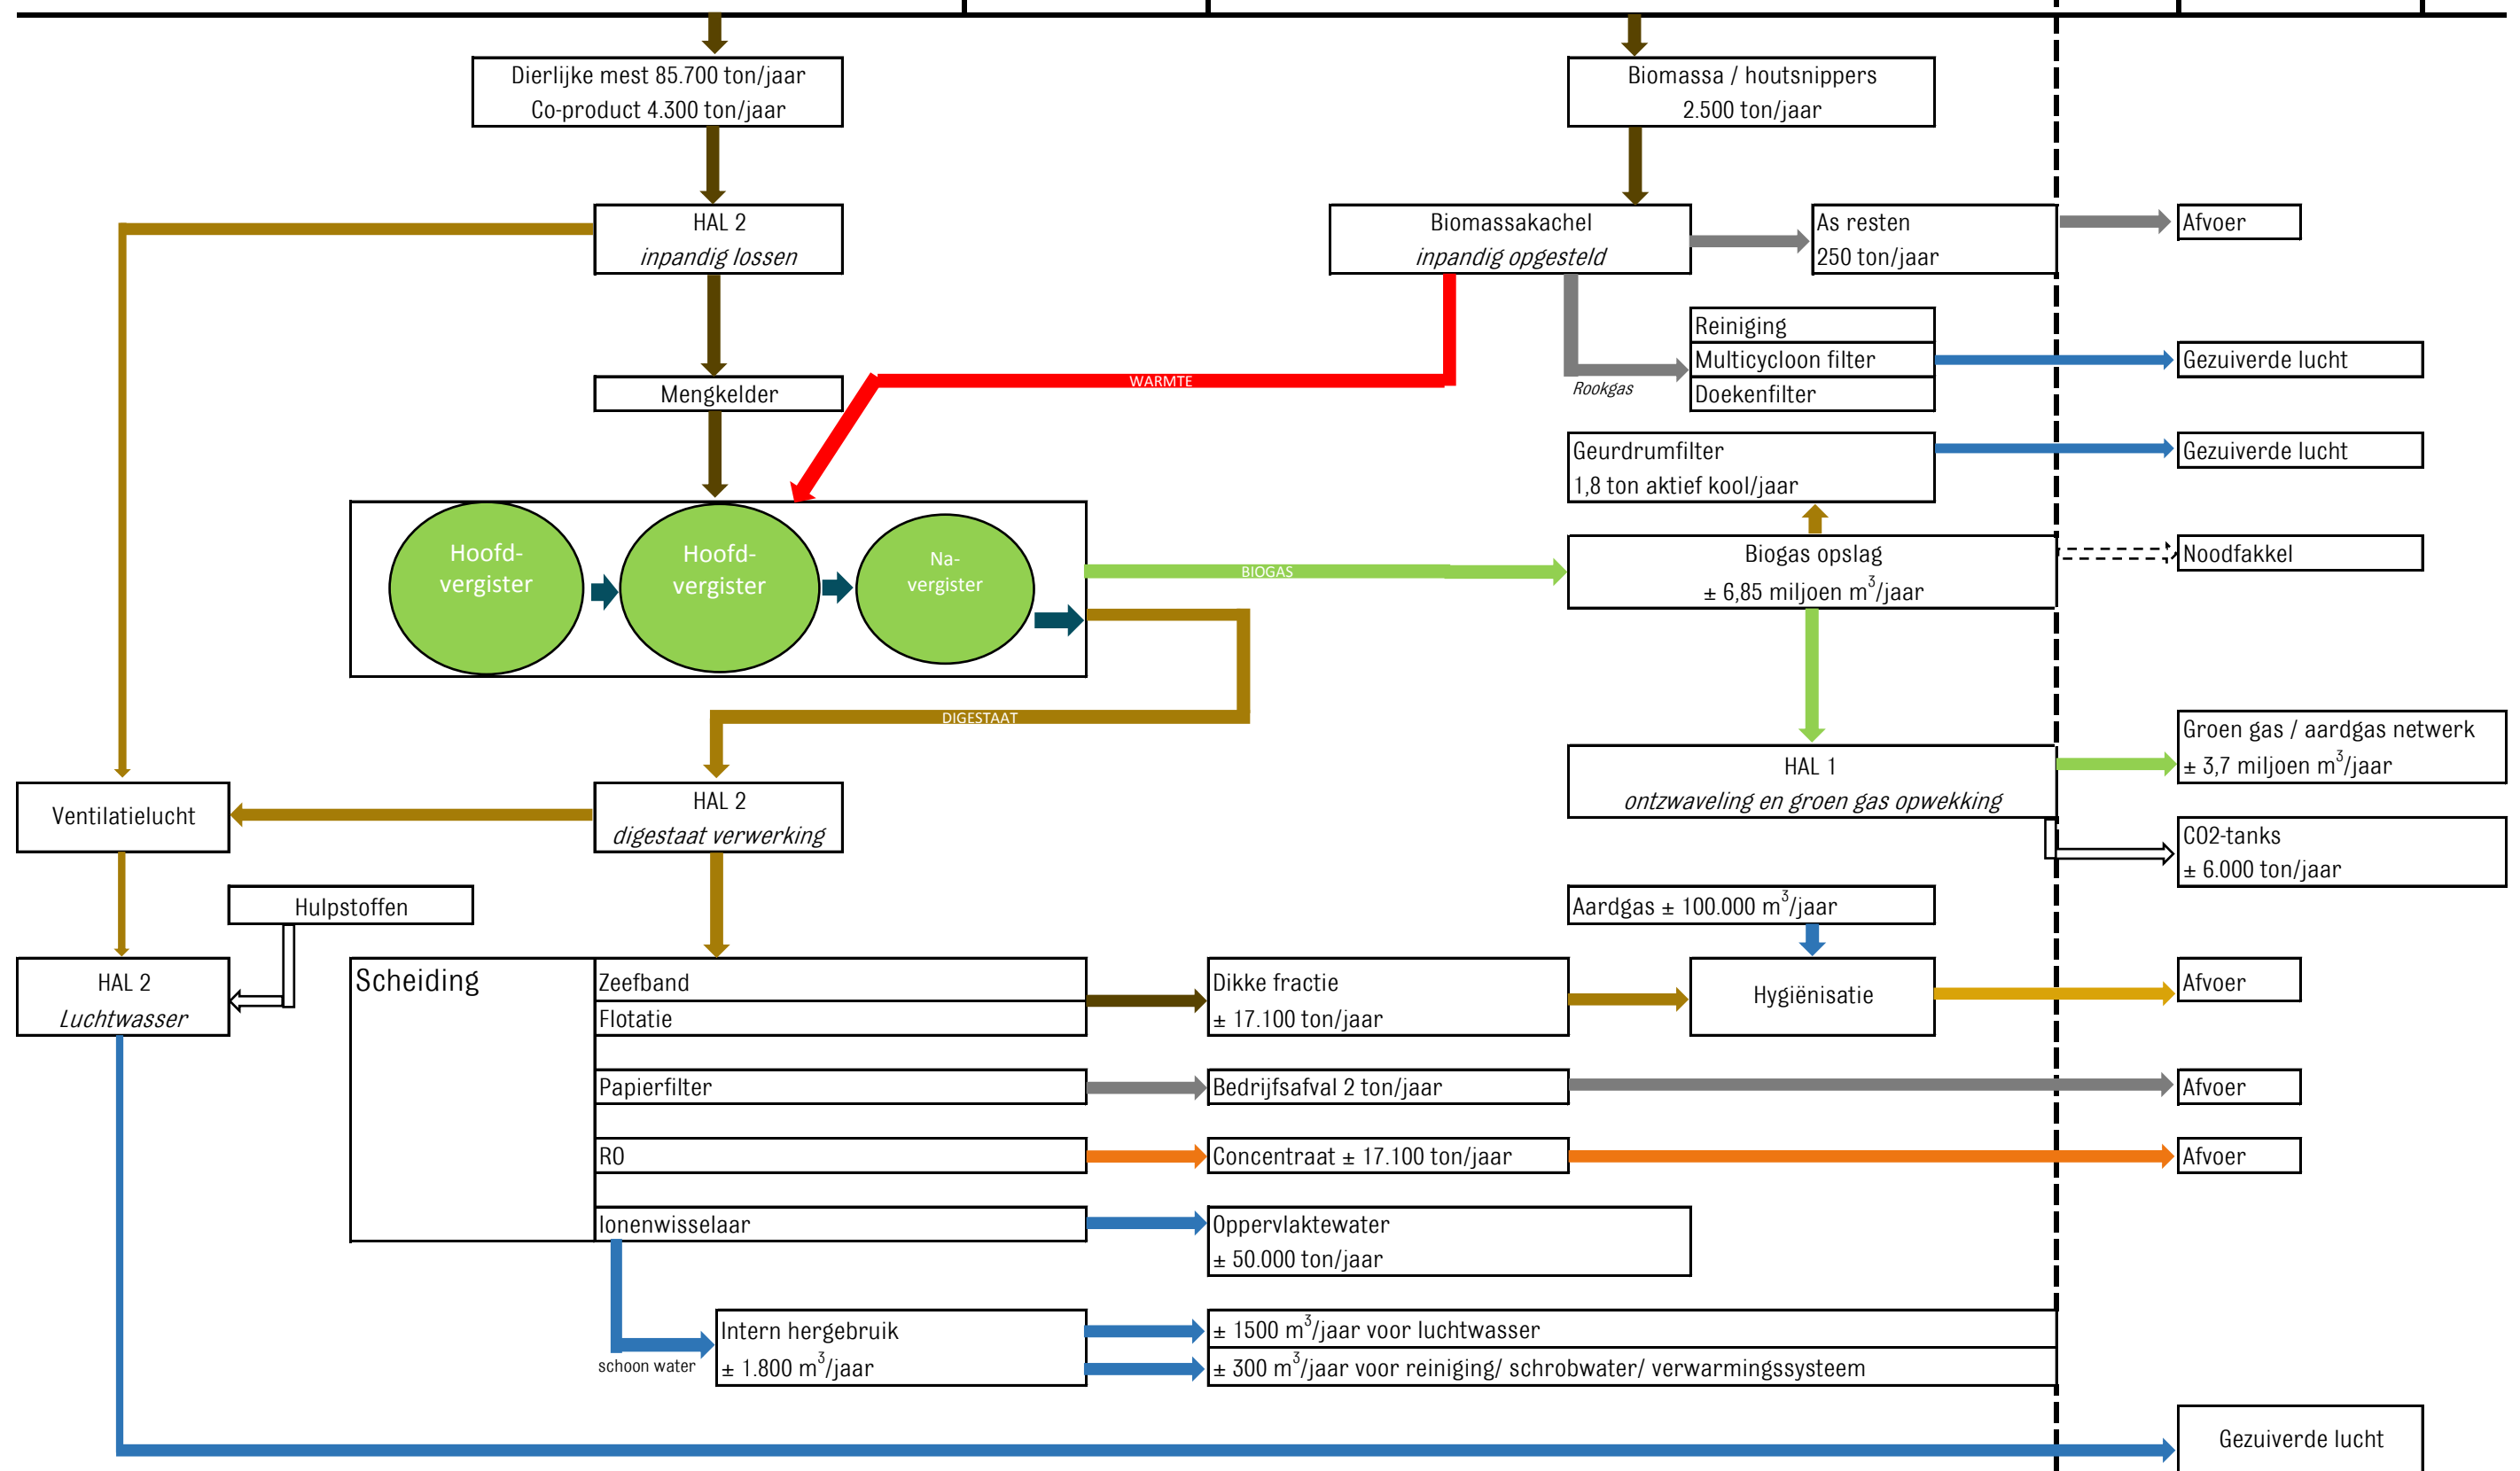 Dierlijke mest 85.700 ton/jaar
Co-product 4.300 ton/jaar
Biomassa / houtsnippers
2.500 ton/jaar
HAL 2
inpandig lossen
Biomassakachel
inpandig opgesteld
As resten
250 ton/jaar
Afvoer
Reiniging
Multicycloon filter
Doekenfilter
Rookgas
Gezuiverde lucht
WARMTE
Mengkelder
Geurdrumfilter
1,8 ton aktief kool/jaar
Gezuiverde lucht
Hoofd-
vergister
Hoofd-
vergister
Na-
vergister
BIOGAS
Biogas opslag
± 6,85 miljoen m³/jaar
Noodfakkel
DIGESTAAT
Groen gas / aardgas netwerk
± 3,7 miljoen m³/jaar
HAL 1
ontzwaveling en groen gas opwekking
Ventilatielucht
HAL 2
digestaat verwerking
CO2-tanks
± 6.000 ton/jaar
Hulpstoffen
Aardgas ± 100.000 m³/jaar
HAL 2
Luchtwasser
Scheiding
Zeefband
Flotatie
Dikke fractie
± 17.100 ton/jaar
Hygiënisatie
Afvoer
Papierfilter
Bedrijfsafval 2 ton/jaar
Afvoer
RO
Concentraat ± 17.100 ton/jaar
Afvoer
Ionenwisselaar
Oppervlaktewater
± 50.000 ton/jaar
schoon water
Intern hergebruik
± 1.800 m³/jaar
± 1500 m³/jaar voor luchtwasser
± 300 m³/jaar voor reiniging/ schrobwater/ verwarmingssysteem
Gezuiverde lucht